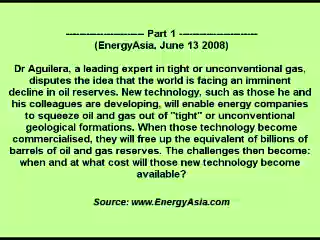 ----------------------- Part 1 -----------------------
(EnergyAsia, June 13 2008)
Dr Aguilera, a leading expert in tight or unconventional gas,
disputes the idea that the world is facing an imminent
decline in oil reserves. New technology, such as those he and
his colleagues are developing, will enable energy companies
to squeeze oil and gas out of "tight" or unconventional
geological formations. When those technology become
commercialised, they will free up the equivalent of billions of
barrels of oil and gas reserves. The challenges then become:
when and at what cost will those new technology become
available?
Source: www.EnergyAsia.com